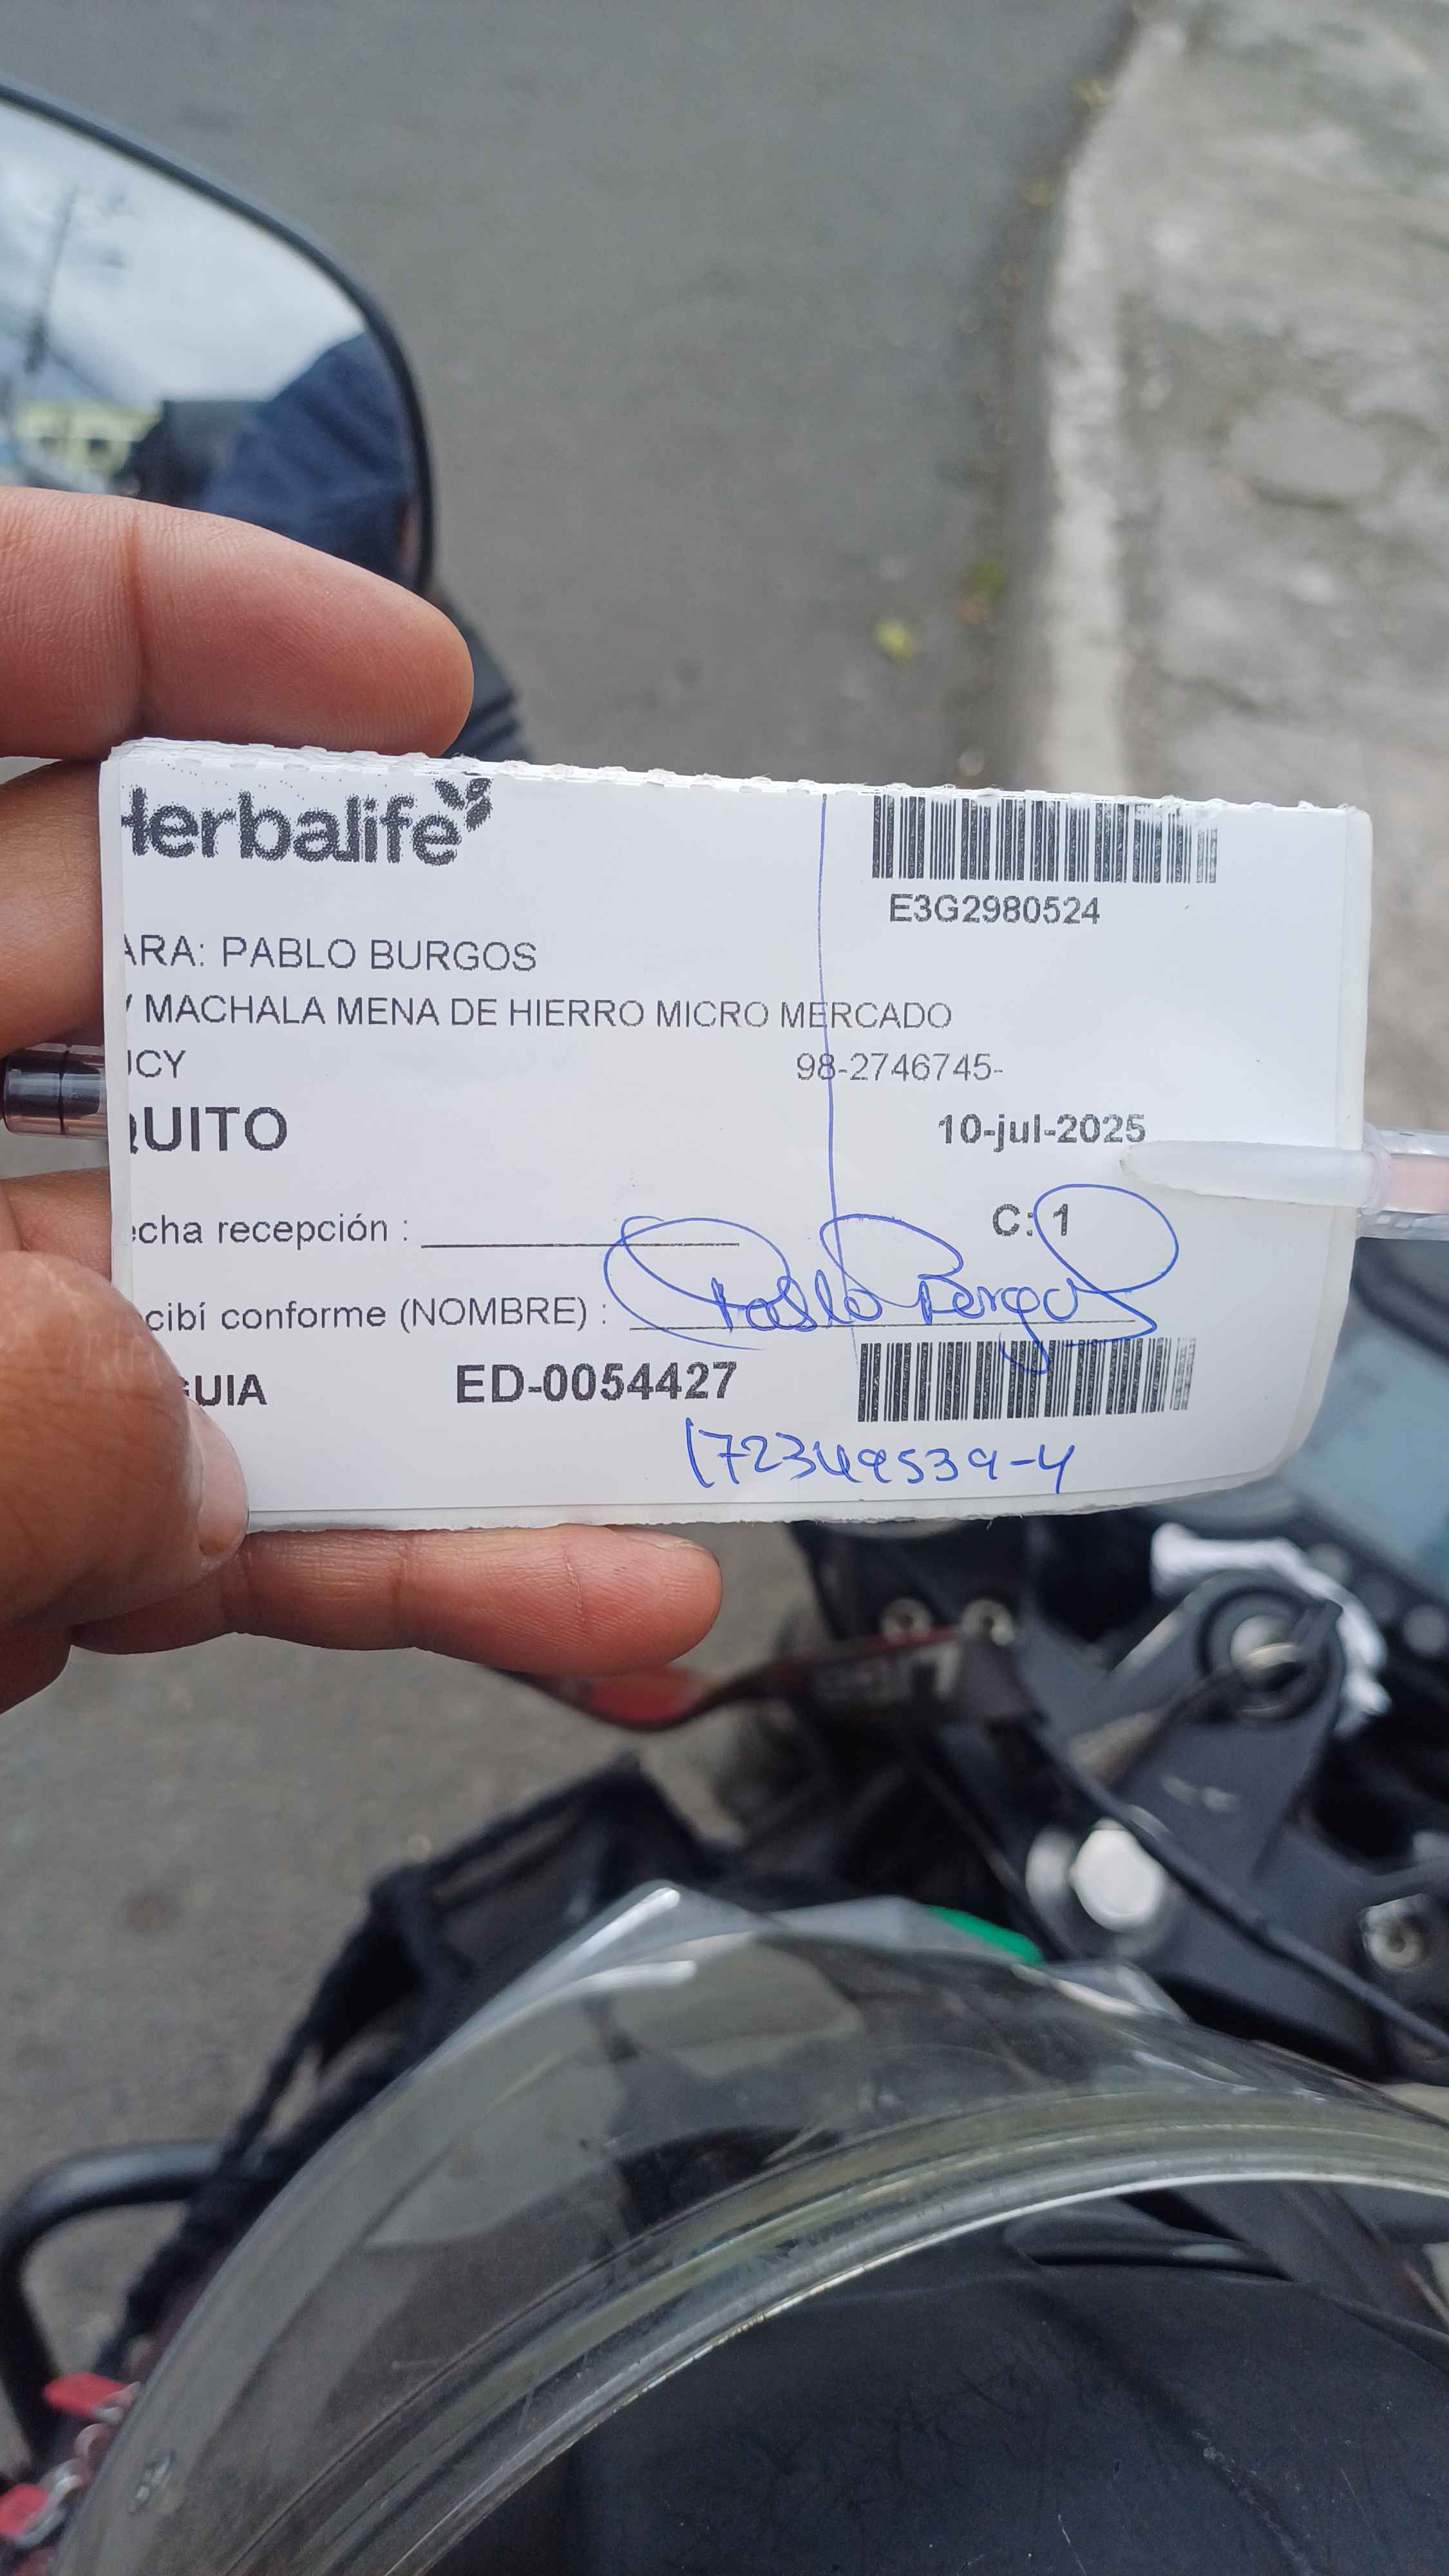 Herbalife
E3G2980524
ARA: PABLO BURGOS
/ MACHALA MENA DE HIERRO MICRO MERCADO
UCY 98-2746745-
QUITO 10-jul-2025
echa recepción : C: 1
cibí conforme (NOMBRE) : Pablo Burgos
GUIA ED-0054427
172349539-4